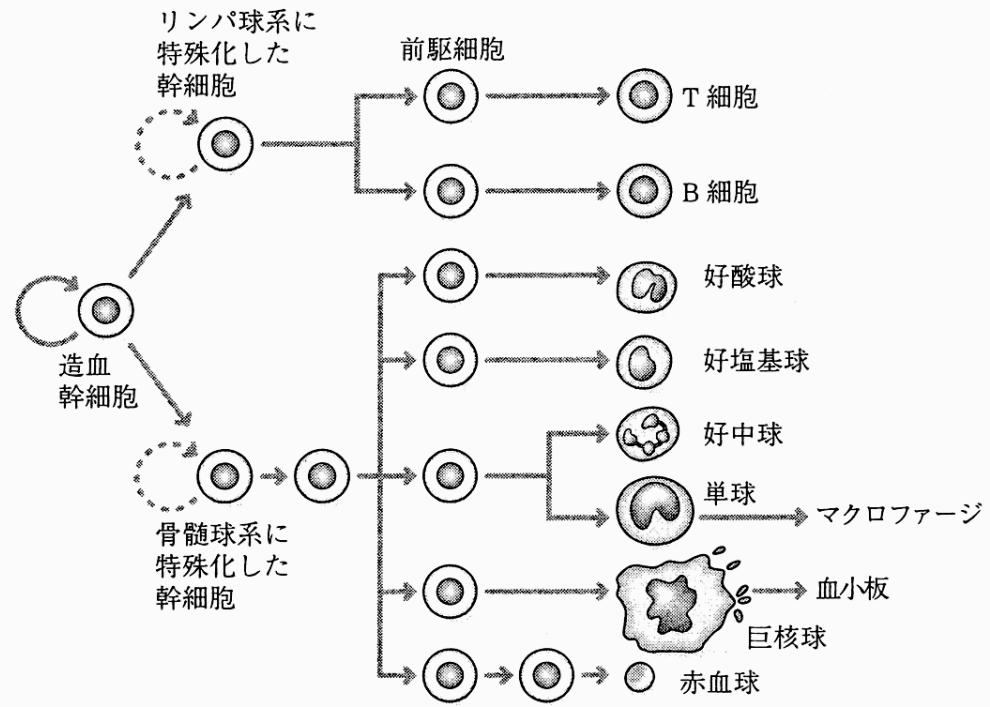 リンパ球系に
特殊化した
幹細胞
前駆細胞
T 細胞
B 細胞
造血
幹細胞
好酸球
好塩基球
好中球
単球
マクロファージ
骨髄球系に
特殊化した
幹細胞
血小板
巨核球
赤血球